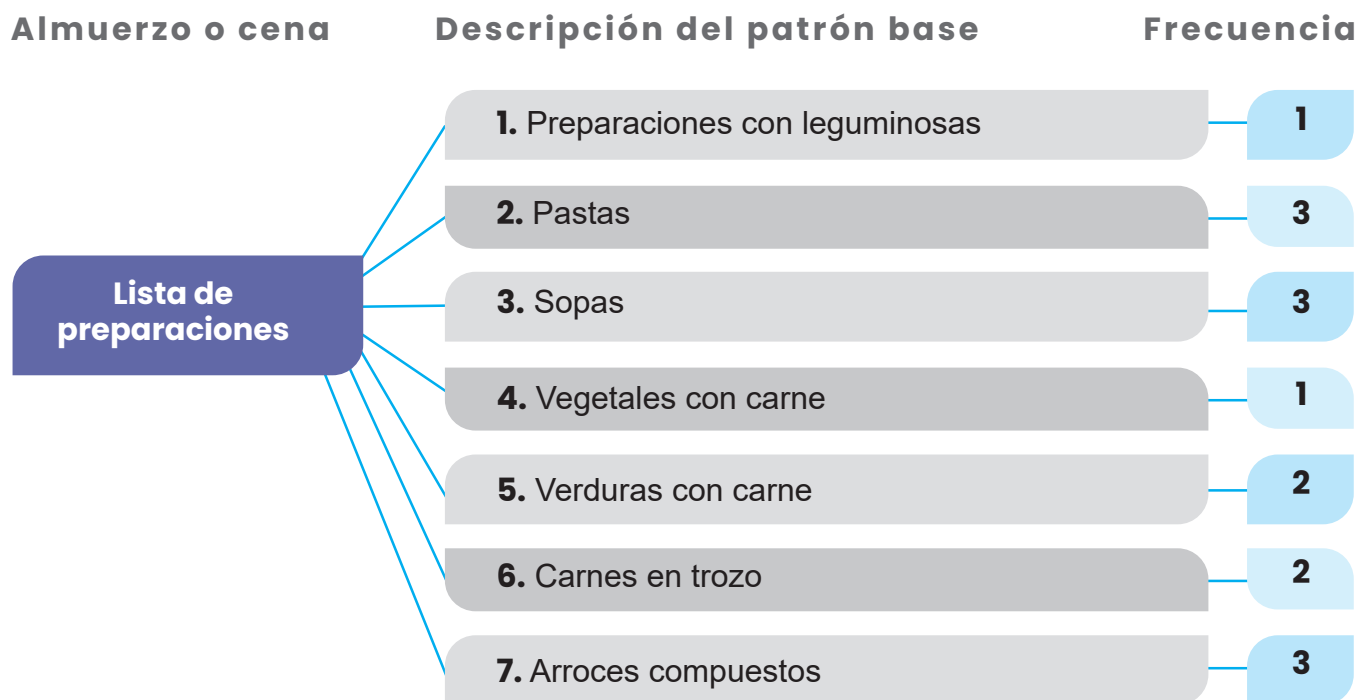 Almuerzo o cena
Descripción del patrón base
Frecuencia
Lista de
preparaciones
1. Preparaciones con leguminosas
1
2. Pastas
3
3. Sopas
3
4. Vegetales con carne
1
5. Verduras con carne
2
6. Carnes en trozo
2
7. Arroces compuestos
3